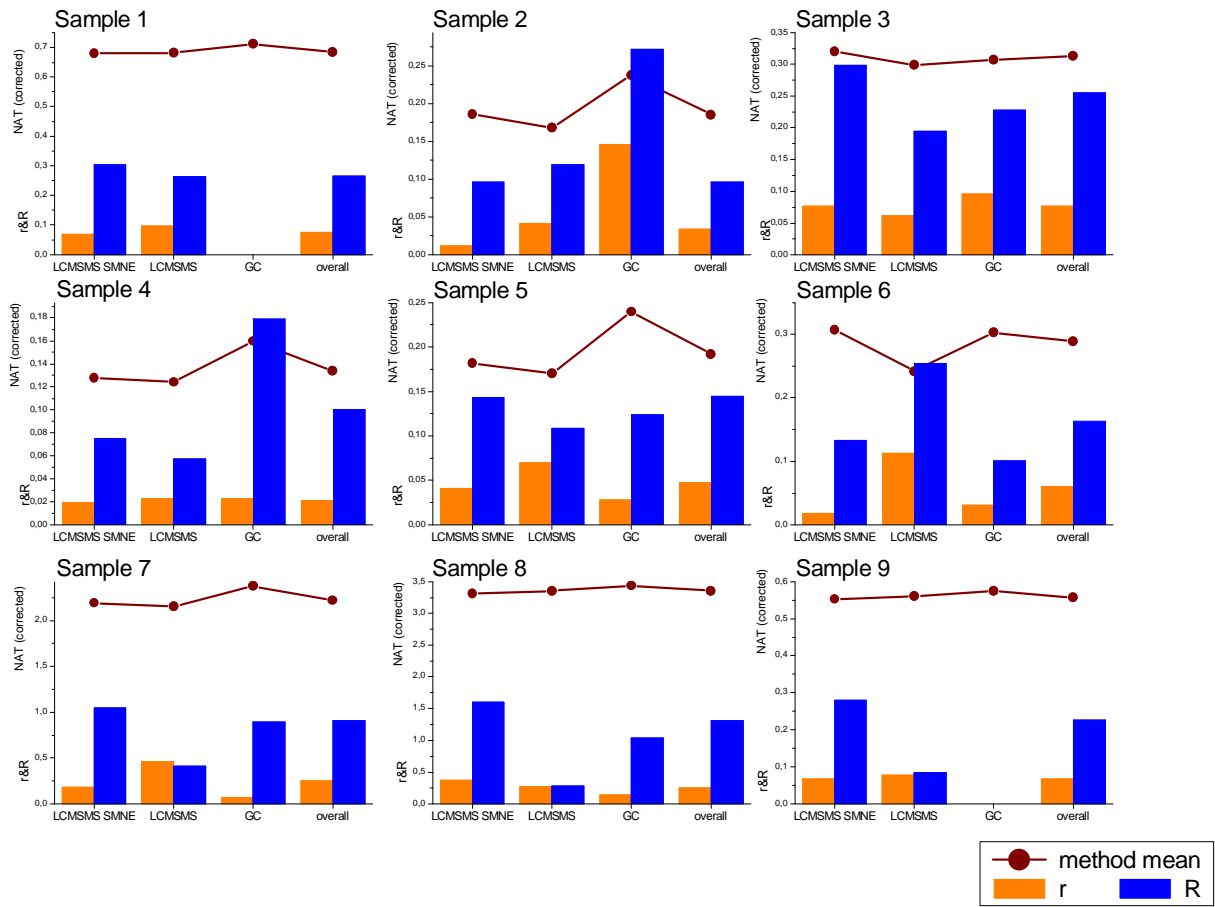 Sample 1
NAT (corrected)
r&R
0,7
0,6
0,5
0,4
0,3
0,2
0,1
0,0
LCMSMS SMNE LCMSMS GC overall
Sample 2
NAT (corrected)
r&R
0,25
0,20
0,15
0,10
0,05
0,00
LCMSMS SMNE LCMSMS GC overall
Sample 3
NAT (corrected)
r&R
0,35
0,30
0,25
0,20
0,15
0,10
0,05
0,00
LCMSMS SMNE LCMSMS GC overall
Sample 4
NAT (corrected)
r&R
0,18
0,16
0,14
0,12
0,10
0,08
0,06
0,04
0,02
0,00
LCMSMS SMNE LCMSMS GC overall
Sample 5
NAT (corrected)
r&R
0,25
0,20
0,15
0,10
0,05
0,00
LCMSMS SMNE LCMSMS GC overall
Sample 6
NAT (corrected)
r&R
0,3
0,2
0,1
0,0
LCMSMS SMNE LCMSMS GC overall
Sample 7
NAT (corrected)
r&R
2,0
1,5
1,0
0,5
0,0
LCMSMS SMNE LCMSMS GC overall
Sample 8
NAT (corrected)
r&R
3,5
3,0
2,5
2,0
1,5
1,0
0,5
0,0
LCMSMS SMNE LCMSMS GC overall
Sample 9
NAT (corrected)
r&R
0,6
0,5
0,4
0,3
0,2
0,1
0,0
LCMSMS SMNE LCMSMS GC overall
method mean
r R